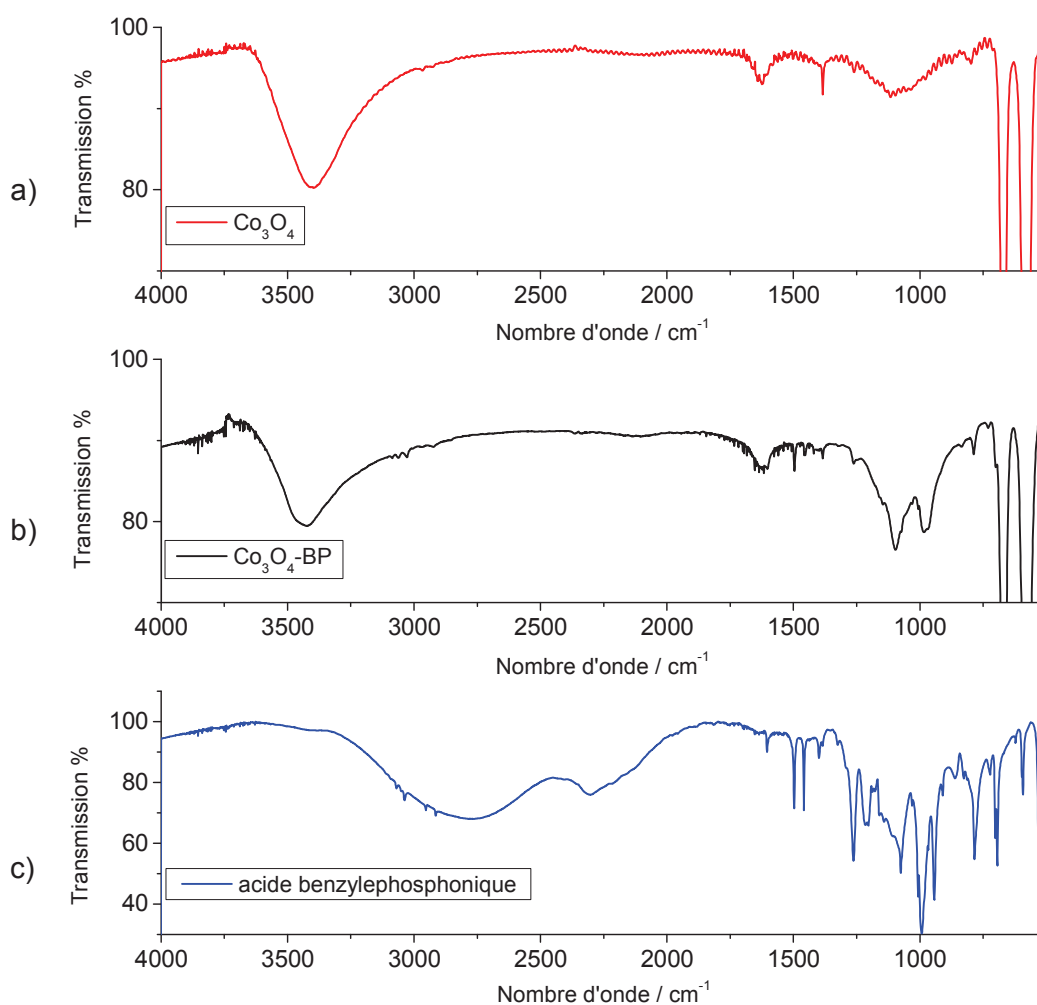 a)
Transmission %
100
80
Co₃O₄
4000 3500 3000 2500 2000 1500 1000
Nombre d'onde / cm⁻¹
b)
Transmission %
100
80
Co₃O₄-BP
4000 3500 3000 2500 2000 1500 1000
Nombre d'onde / cm⁻¹
c)
Transmission %
100
80
60
40
acide benzylephosphonique
4000 3500 3000 2500 2000 1500 1000
Nombre d'onde / cm⁻¹